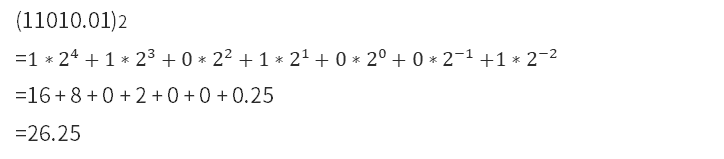 (11010.01)₂
=1 * 2⁴ + 1 * 2³ + 0 * 2² + 1 * 2¹ + 0 * 2⁰ + 0 * 2⁻¹ +1 * 2⁻²
=16 + 8 + 0 + 2 + 0 + 0 + 0.25
=26.25